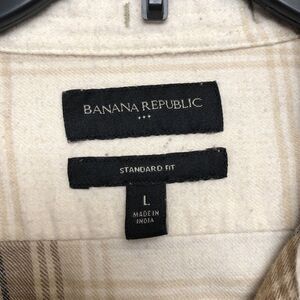 BANANA REPUBLIC
STANDARD FIT
L
MADE IN
INDIA